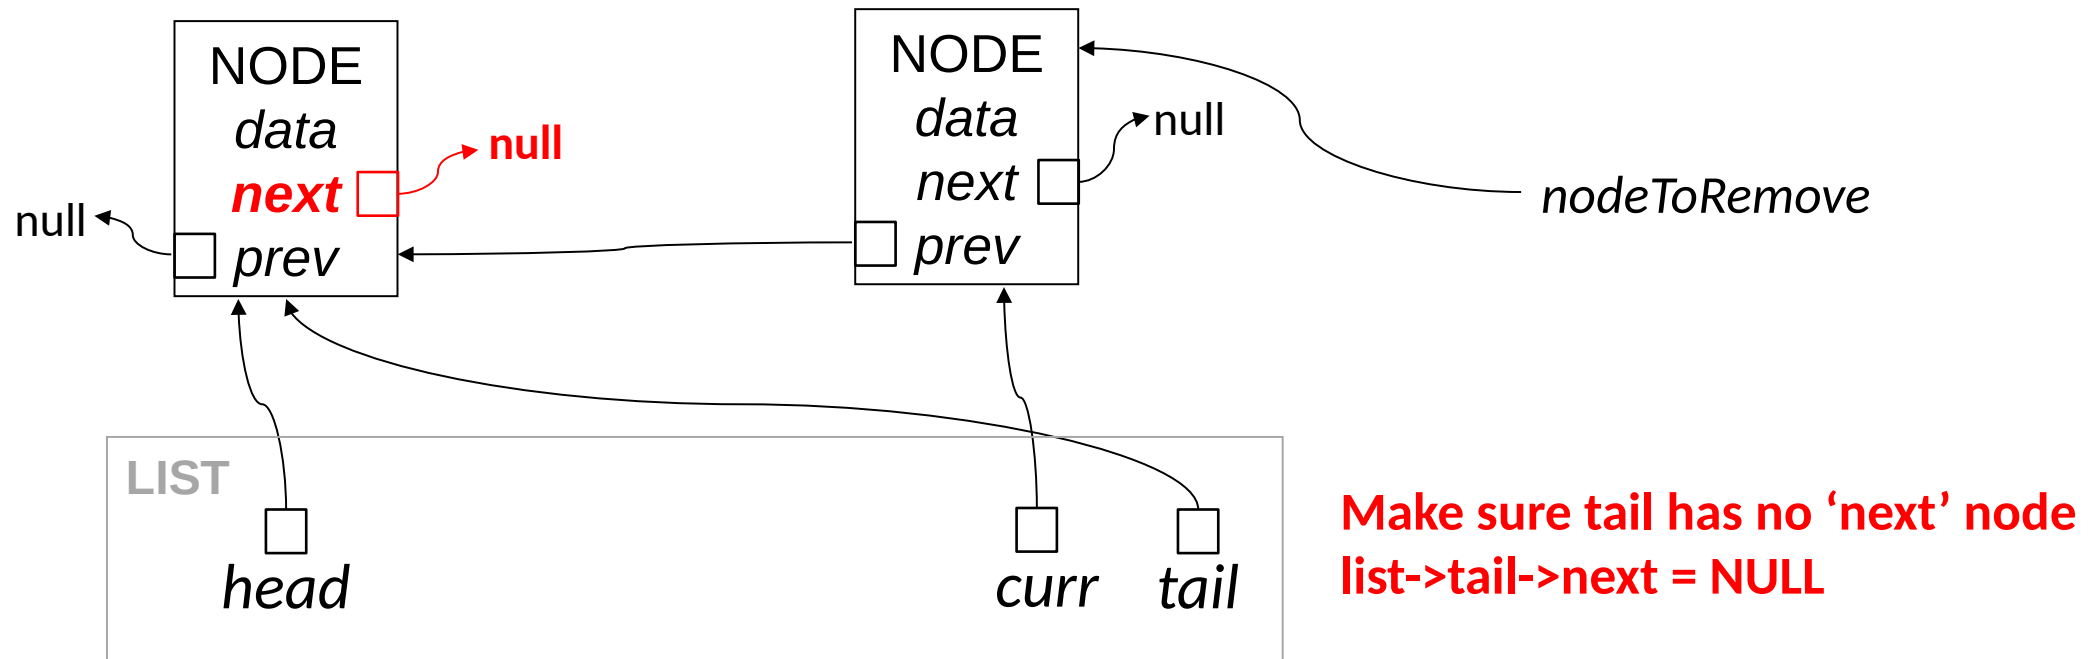 NODE
data
next
prev
null
null
NODE
data
next
prev
null
nodeToRemove
LIST
head
curr
tail
Make sure tail has no ‘next’ node
list->tail->next = NULL